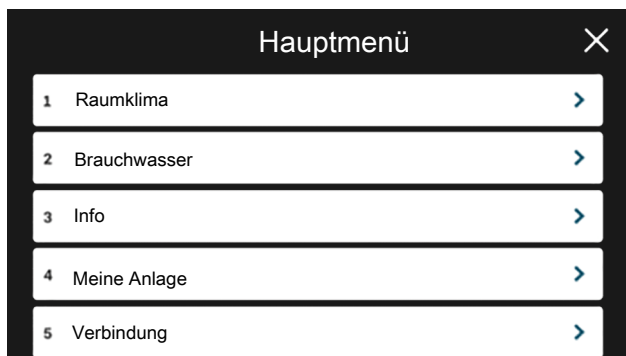 Hauptmenü
1 Raumklima
2 Brauchwasser
3 Info
4 Meine Anlage
5 Verbindung